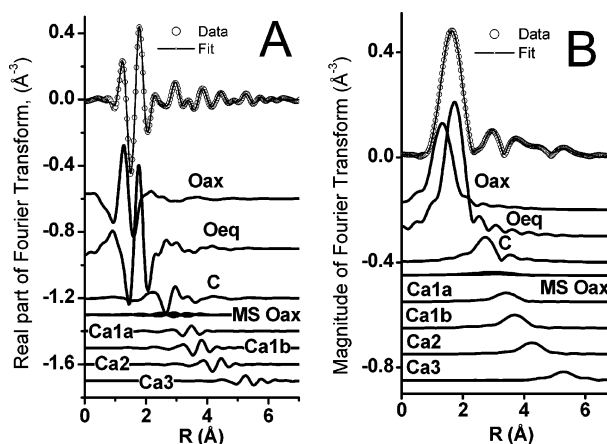 A
Data
Fit
0.4
0.0
-0.4
-0.8
-1.2
-1.6
Real part of Fourier Transform, (Å⁻³)
Oax
Oeq
C
MS Oax
Ca1a
Ca1b
Ca2
Ca3
0 2 4 6
R (Å)
B
Data
Fit
0.4
0.0
-0.4
-0.8
Magnitude of Fourier Transform (Å⁻³)
Oax
Oeq
C
MS Oax
Ca1a
Ca1b
Ca2
Ca3
0 2 4 6
R (Å)